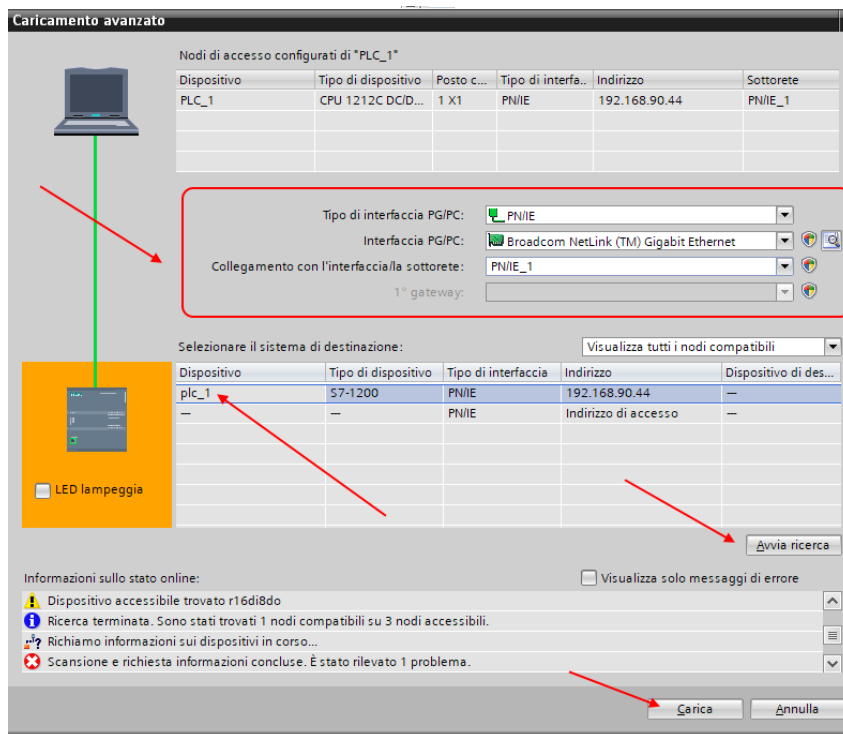 Caricamento avanzato
Nodi di accesso configurati di "PLC_1"
Dispositivo Tipo di dispositivo Posto c... Tipo di interfa.. Indirizzo Sottorete
PLC_1 CPU 1212C DC/D... 1 X1 PN/IE 192.168.90.44 PN/IE_1
Tipo di interfaccia PG/PC: PN/IE
Interfaccia PG/PC: Broadcom NetLink (TM) Gigabit Ethernet
Collegamento con l'interfaccia/la sottorete: PN/IE_1
1° gateway:
Selezionare il sistema di destinazione: Visualizza tutti i nodi compatibili
Dispositivo Tipo di dispositivo Tipo di interfaccia Indirizzo Dispositivo di des...
plc_1 S7-1200 PN/IE 192.168.90.44 —
— — PN/IE Indirizzo di accesso —
LED lampeggia
Avvia ricerca
Informazioni sullo stato online: Visualizza solo messaggi di errore
Dispositivo accessibile trovato r16di8do
Ricerca terminata. Sono stati trovati 1 nodi compatibili su 3 nodi accessibili.
Richiamo informazioni sui dispositivi in corso...
Scansione e richiesta informazioni concluse. È stato rilevato 1 problema.
Carica Annulla